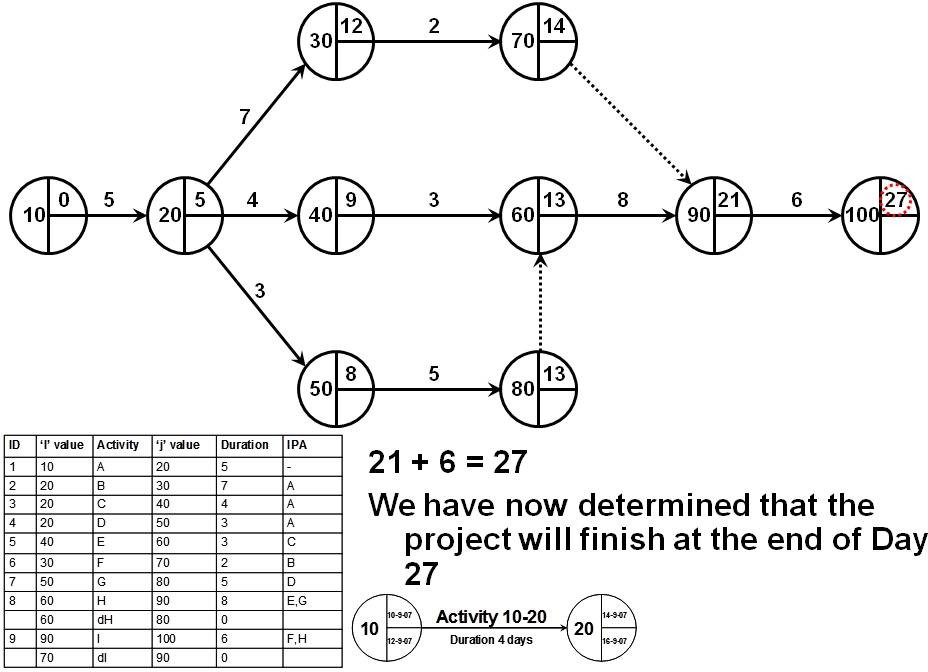 30 12
2
70 14
7
10 0
5
20 5
4
40 9
3
60 13
8
90 21
6
100 27
3
50 8
5
80 13
ID 'I' value Activity 'j' value Duration IPA
1 10 A 20 5 -
2 20 B 30 7 A
3 20 C 40 4 A
4 20 D 50 3 A
5 40 E 60 3 C
6 30 F 70 2 B
7 50 G 80 5 D
8 60 H 90 8 E,G
60 dH 80 0
9 90 I 100 6 F,H
70 dI 90 0
21 + 6 = 27
We have now determined that the
project will finish at the end of Day
27
10 10-9-07 12-9-07
Activity 10-20
Duration 4 days
20 14-9-07 16-9-07